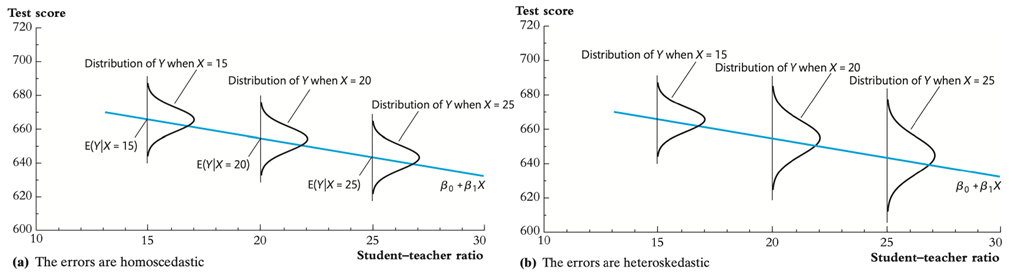 Test score
720
700
680
660
640
620
600
10
15
20
25
30
Distribution of Y when X = 15
Distribution of Y when X = 20
Distribution of Y when X = 25
E(Y|X = 15)
E(Y|X = 20)
E(Y|X = 25)
β₀ + β₁X
Student–teacher ratio
(a) The errors are homoscedastic
Test score
720
700
680
660
640
620
600
10
15
20
25
30
Distribution of Y when X = 15
Distribution of Y when X = 20
Distribution of Y when X = 25
β₀ + β₁X
Student–teacher ratio
(b) The errors are heteroskedastic